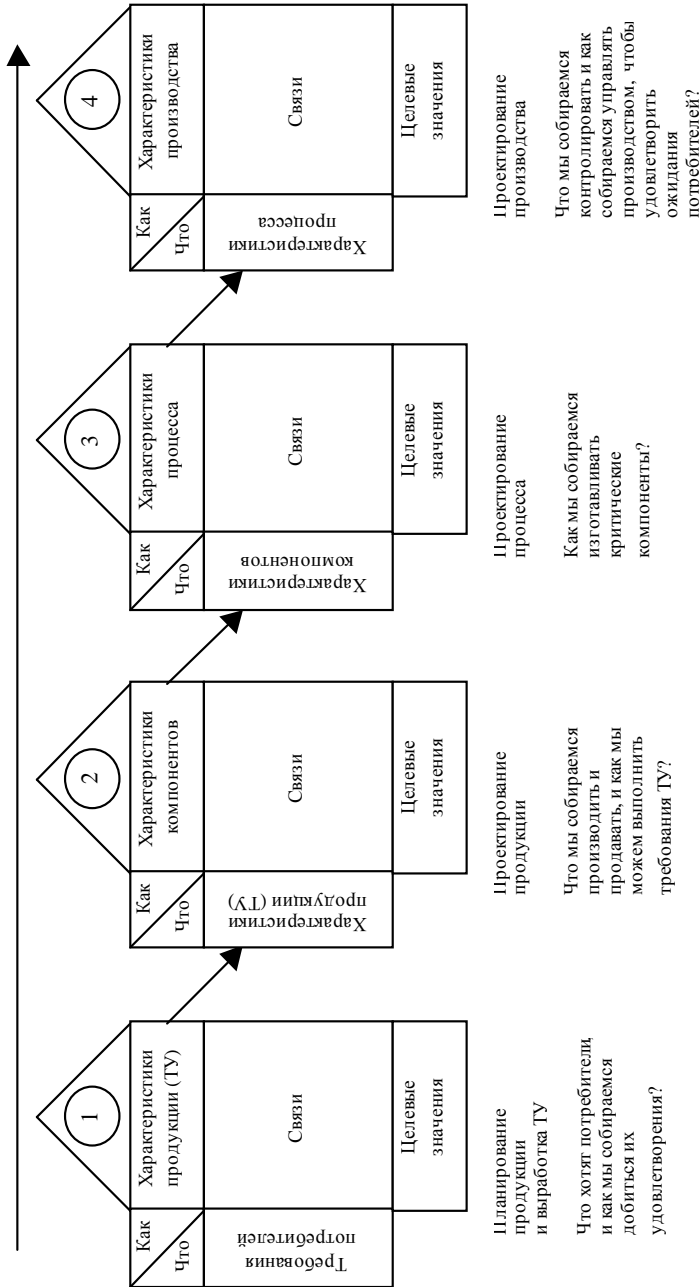 1
Как
Что
Характеристики
продукции (ТУ)
Требования
потребителей
Связи
Целевые
значения
Планирование
продукции
и выработка ТУ
Что хотят потребители,
и как мы собираемся
добиться их
удовлетворения?
2
Как
Что
Характеристики
компонентов
Характеристики
продукции (ТУ)
Связи
Целевые
значения
Проектирование
продукции
Что мы собираемся
производить и
продавать, и как мы
можем выполнить
требования ТУ?
3
Как
Что
Характеристики
процесса
Характеристики
компонентов
Связи
Целевые
значения
Проектирование
процесса
Как мы собираемся
изготавливать
критические
компоненты?
4
Как
Что
Характеристики
производства
Характеристики
процесса
Связи
Целевые
значения
Проектирование
производства
Что мы собираемся
контролировать и как
собираемся управлять
производством, чтобы
удовлетворить
ожидания
потребителей?